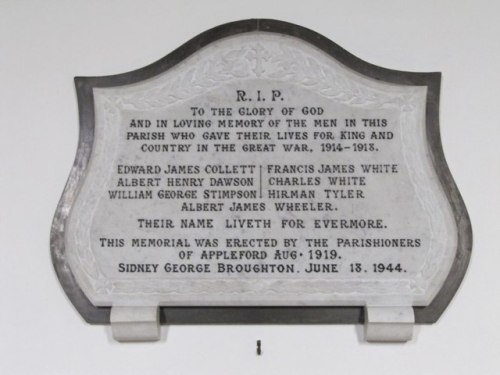 R. I. P.
TO THE GLORY OF GOD
AND IN LOVING MEMORY OF THE MEN IN THIS
PARISH WHO GAVE THEIR LIVES FOR KING AND
COUNTRY IN THE GREAT WAR, 1914-1918.
EDWARD JAMES COLLETT FRANCIS JAMES WHITE
ALBERT HENRY DAWSON CHARLES WHITE
WILLIAM GEORGE STIMPSON HIRMAN TYLER
ALBERT JAMES WHEELER.
THEIR NAME LIVETH FOR EVERMORE.
THIS MEMORIAL WAS ERECTED BY THE PARISHIONERS
OF APPLEFORD AUG· 1919.
SIDNEY GEORGE BROUGHTON. JUNE 13. 1944.